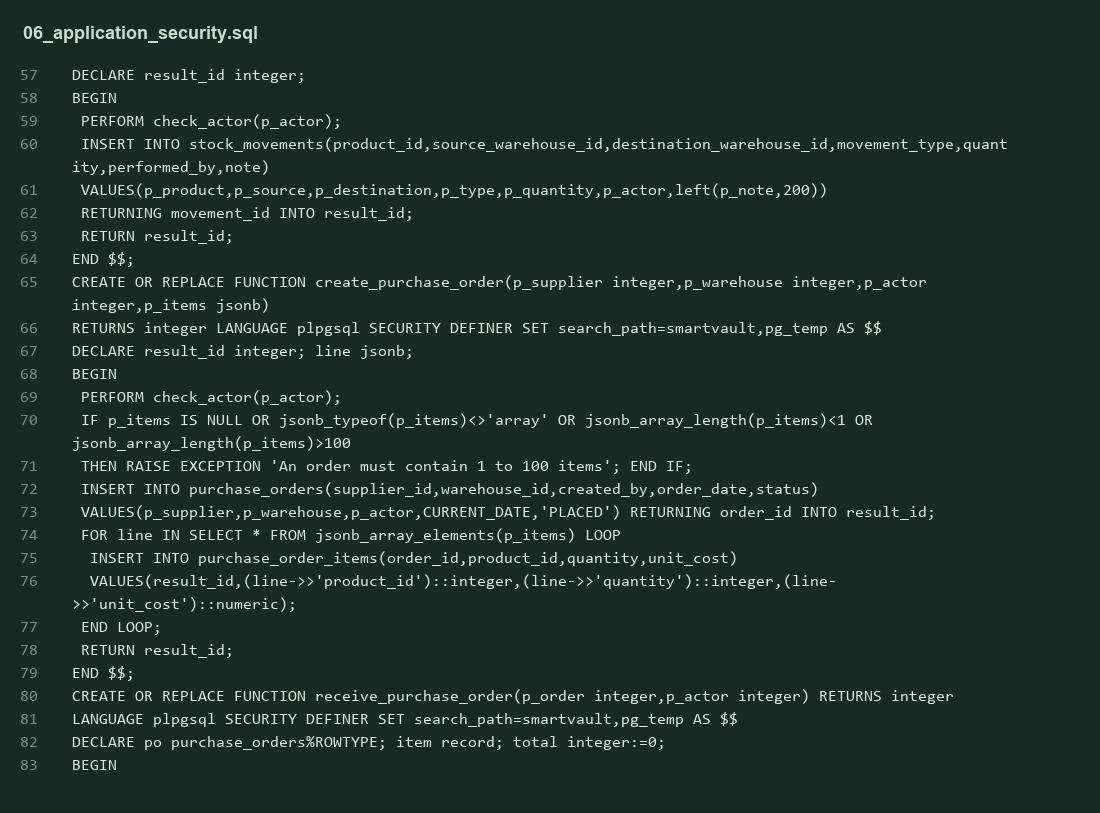 06_application_security.sql
57 DECLARE result_id integer;
58 BEGIN
59  PERFORM check_actor(p_actor);
60  INSERT INTO stock_movements(product_id,source_warehouse_id,destination_warehouse_id,movement_type,quant
ity,performed_by,note)
61  VALUES(p_product,p_source,p_destination,p_type,p_quantity,p_actor,left(p_note,200))
62  RETURNING movement_id INTO result_id;
63  RETURN result_id;
64 END $$;
65 CREATE OR REPLACE FUNCTION create_purchase_order(p_supplier integer,p_warehouse integer,p_actor
integer,p_items jsonb)
66 RETURNS integer LANGUAGE plpgsql SECURITY DEFINER SET search_path=smartvault,pg_temp AS $$
67 DECLARE result_id integer; line jsonb;
68 BEGIN
69  PERFORM check_actor(p_actor);
70  IF p_items IS NULL OR jsonb_typeof(p_items)<>'array' OR jsonb_array_length(p_items)<1 OR
jsonb_array_length(p_items)>100
71  THEN RAISE EXCEPTION 'An order must contain 1 to 100 items'; END IF;
72  INSERT INTO purchase_orders(supplier_id,warehouse_id,created_by,order_date,status)
73  VALUES(p_supplier,p_warehouse,p_actor,CURRENT_DATE,'PLACED') RETURNING order_id INTO result_id;
74  FOR line IN SELECT * FROM jsonb_array_elements(p_items) LOOP
75   INSERT INTO purchase_order_items(order_id,product_id,quantity,unit_cost)
76   VALUES(result_id,(line->>'product_id')::integer,(line->>'quantity')::integer,(line-
>>'unit_cost')::numeric);
77  END LOOP;
78  RETURN result_id;
79 END $$;
80 CREATE OR REPLACE FUNCTION receive_purchase_order(p_order integer,p_actor integer) RETURNS integer
81 LANGUAGE plpgsql SECURITY DEFINER SET search_path=smartvault,pg_temp AS $$
82 DECLARE po purchase_orders%ROWTYPE; item record; total integer:=0;
83 BEGIN